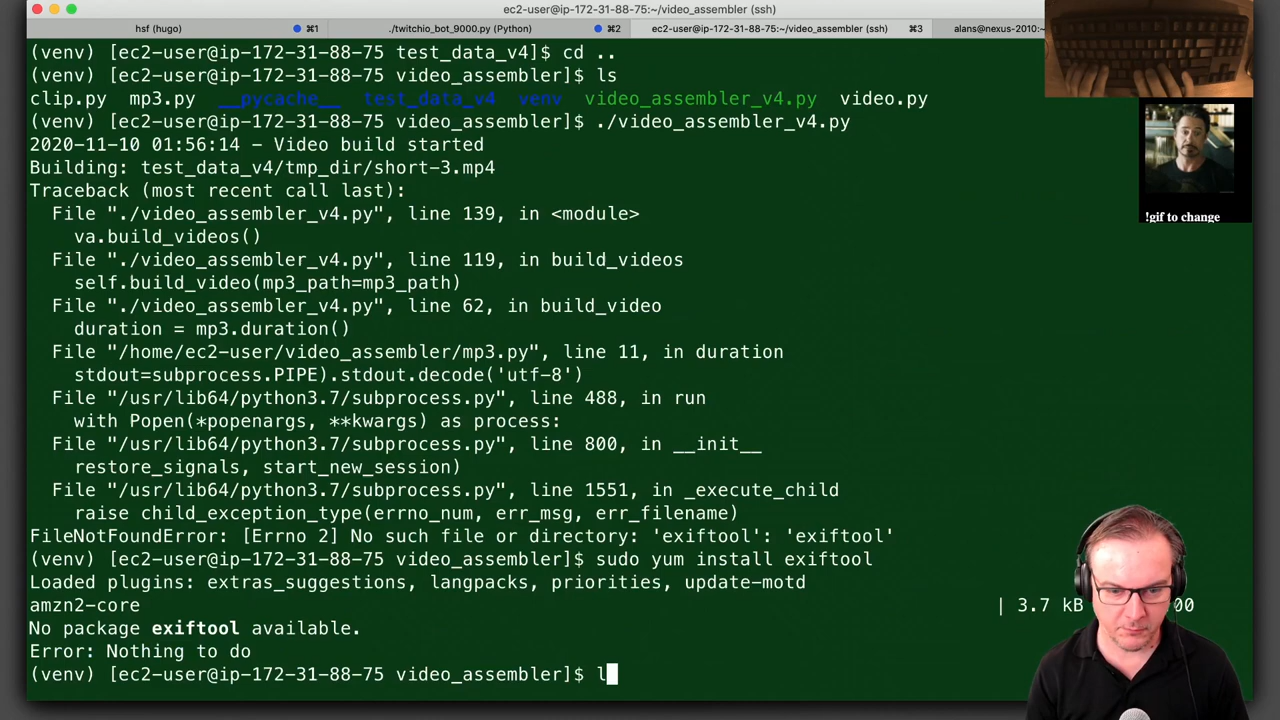 ec2-user@ip-172-31-88-75:~/video_assembler (ssh)
hsf (hugo) ⌘1 ./twitchio_bot_9000.py (Python) ⌘2 ec2-user@ip-172-31-88-75:~/video_assembler (ssh) ⌘3 alans@nexus-2010:~
(venv) [ec2-user@ip-172-31-88-75 test_data_v4]$ cd ..
(venv) [ec2-user@ip-172-31-88-75 video_assembler]$ ls
clip.py mp3.py __pycache__ test_data_v4 venv video_assembler_v4.py video.py
(venv) [ec2-user@ip-172-31-88-75 video_assembler]$ ./video_assembler_v4.py
2020-11-10 01:56:14 - Video build started
Building: test_data_v4/tmp_dir/short-3.mp4
Traceback (most recent call last):
File "./video_assembler_v4.py", line 139, in <module>
va.build_videos()
File "./video_assembler_v4.py", line 119, in build_videos
self.build_video(mp3_path=mp3_path)
File "./video_assembler_v4.py", line 62, in build_video
duration = mp3.duration()
File "/home/ec2-user/video_assembler/mp3.py", line 11, in duration
stdout=subprocess.PIPE).stdout.decode('utf-8')
File "/usr/lib64/python3.7/subprocess.py", line 488, in run
with Popen(*popenargs, **kwargs) as process:
File "/usr/lib64/python3.7/subprocess.py", line 800, in __init__
restore_signals, start_new_session)
File "/usr/lib64/python3.7/subprocess.py", line 1551, in _execute_child
raise child_exception_type(errno_num, err_msg, err_filename)
FileNotFoundError: [Errno 2] No such file or directory: 'exiftool': 'exiftool'
(venv) [ec2-user@ip-172-31-88-75 video_assembler]$ sudo yum install exiftool
Loaded plugins: extras_suggestions, langpacks, priorities, update-motd
amzn2-core | 3.7 kB 00
No package exiftool available.
Error: Nothing to do
(venv) [ec2-user@ip-172-31-88-75 video_assembler]$ l
!gif to change